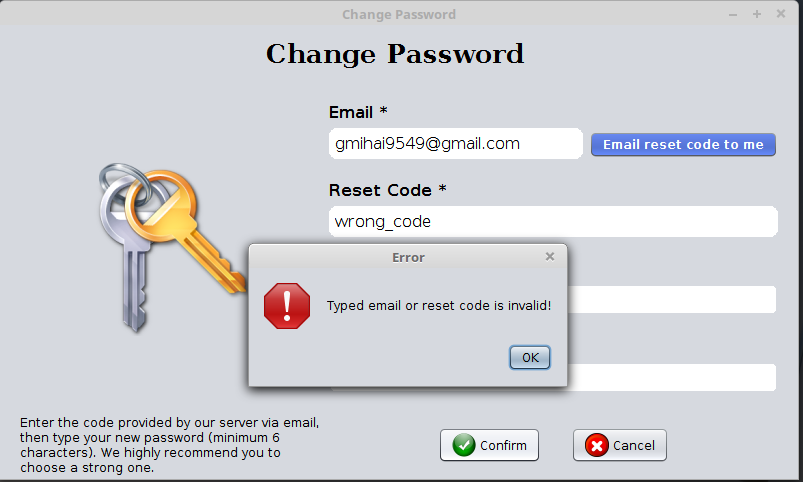 Change Password
Change Password
Email *
gmihai9549@gmail.com
Email reset code to me
Reset Code *
wrong_code
Error
Typed email or reset code is invalid!
OK
Enter the code provided by our server via email,
then type your new password (minimum 6
characters). We highly recommend you to
choose a strong one.
Confirm
Cancel